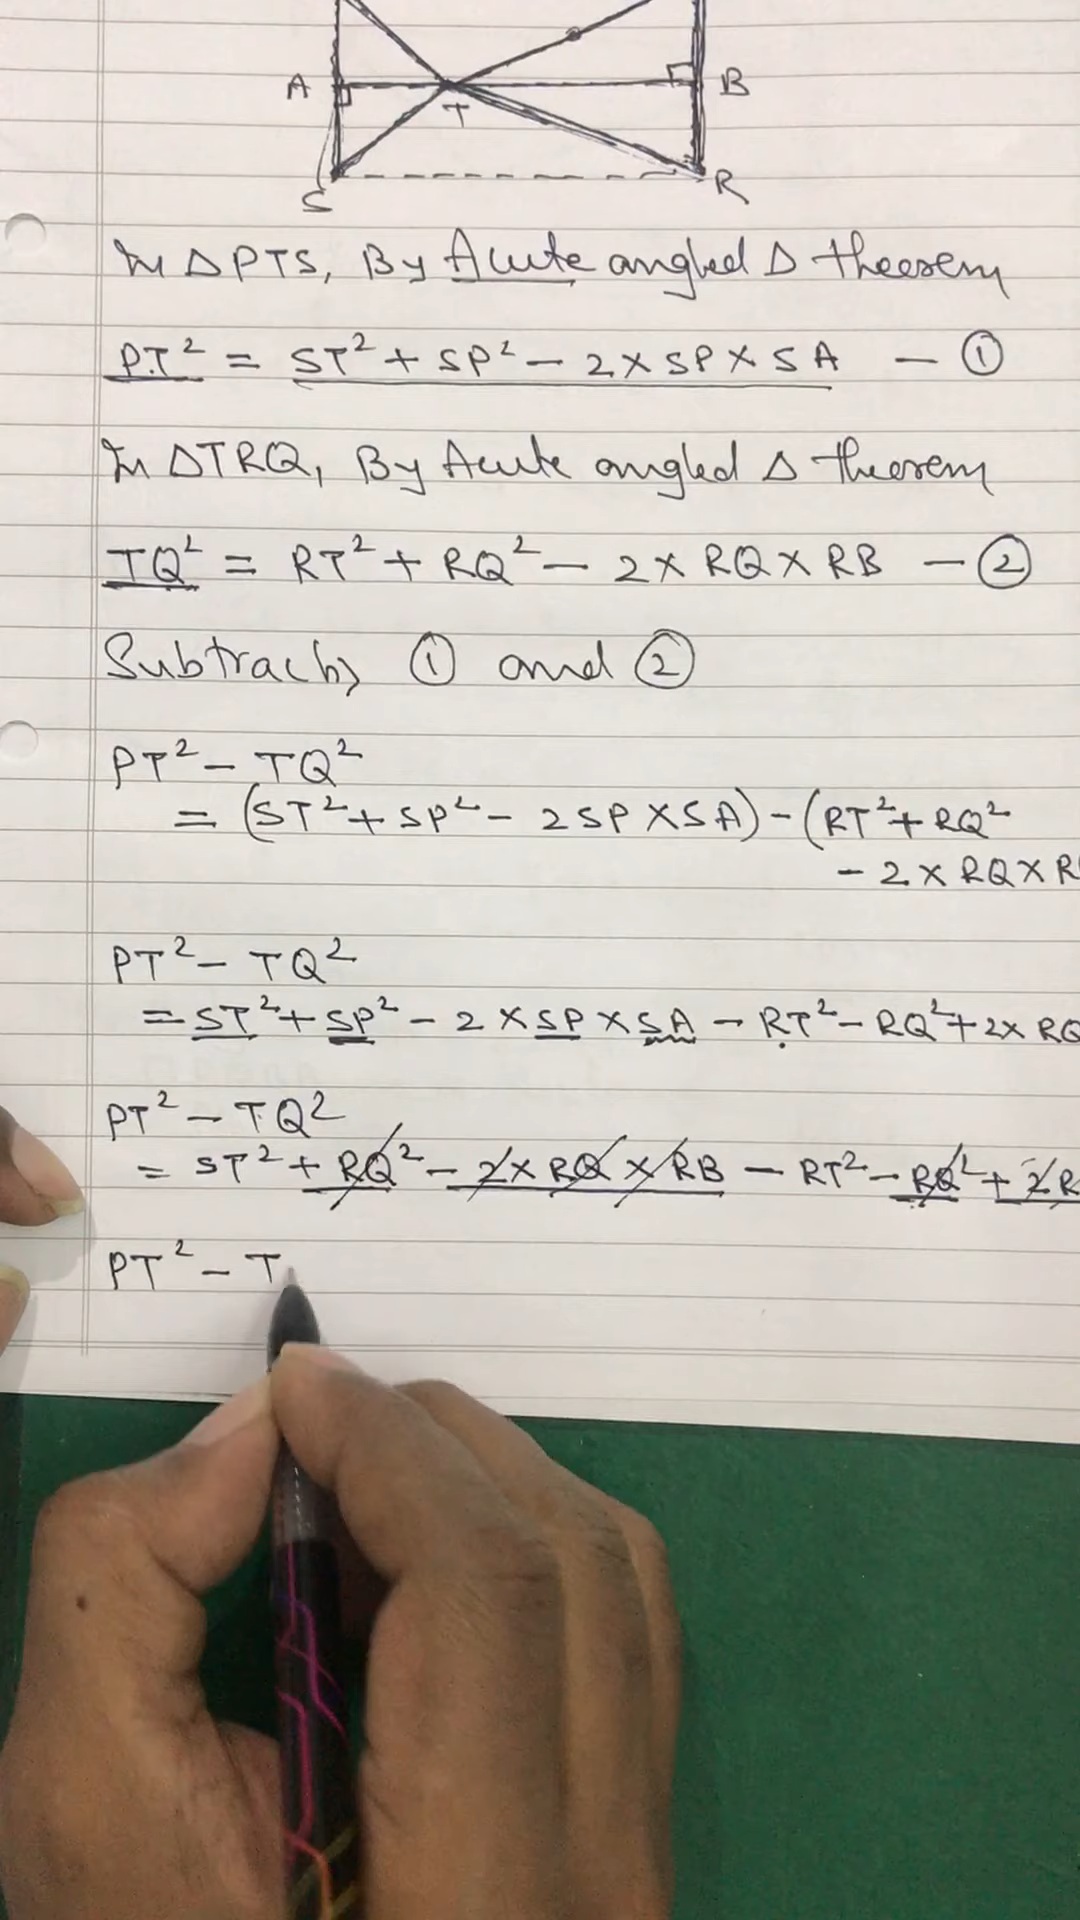 A
B
T
S
R
In ΔPTS, By Acute angled Δ theorem
PT² = ST² + SP² - 2 × SP × SA - ①
In ΔTRQ, By Acute angled Δ theorem
TQ² = RT² + RQ² - 2 × RQ × RB - ②
① and ②
PT² - TQ²
= (ST² + SP² - 2SP × SA) - (RT² + RQ²
- 2 × RQ × R
PT² - TQ²
= ST² + SP² - 2 × SP × SA - RT² - RQ² + 2 × RQ
PT² - TQ²
= ST² + RQ² - 2 × RQ × RB - RT² - RQ² + 2R
PT² - T